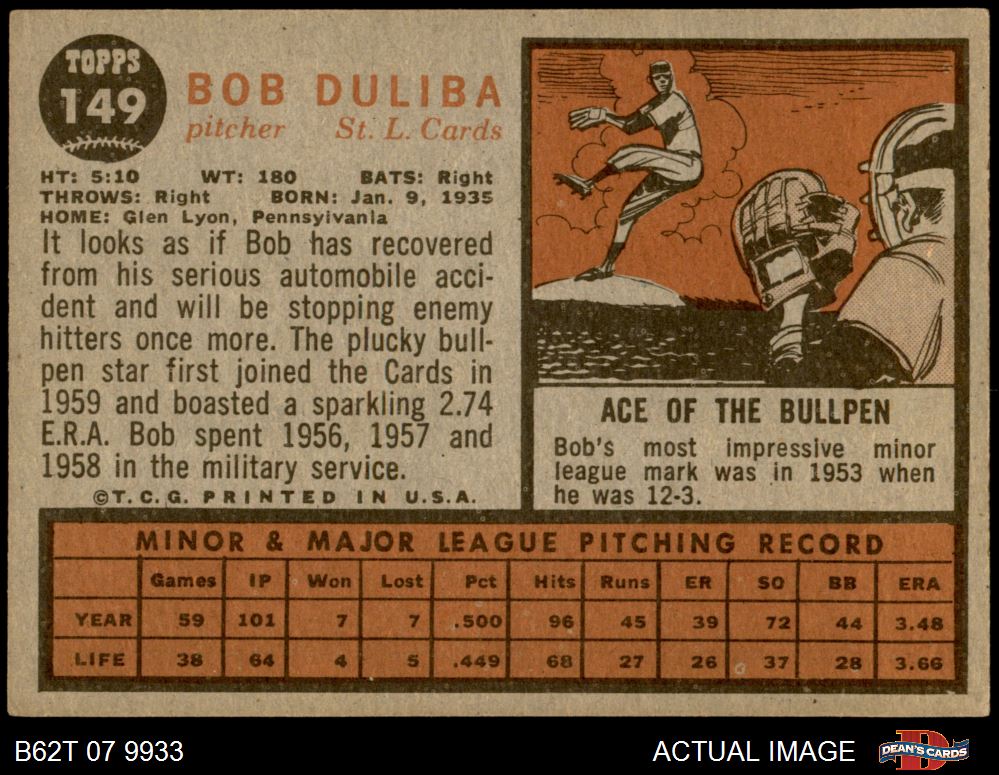 TOPPS
149
BOB DULIBA
pitcher St. L. Cards
HT: 5:10 WT: 180 BATS: Right
THROWS: Right BORN: Jan. 9, 1935
HOME: Glen Lyon, Pennsylvania
It looks as if Bob has recovered
from his serious automobile acci-
dent and will be stopping enemy
hitters once more. The plucky bull-
pen star first joined the Cards in
1959 and boasted a sparkling 2.74
E.R.A. Bob spent 1956, 1957 and
1958 in the military service.
©T.C.G. PRINTED IN U.S.A.
ACE OF THE BULLPEN
Bob's most impressive minor
league mark was in 1953 when
he was 12-3.
MINOR & MAJOR LEAGUE PITCHING RECORD
Games IP Won Lost Pct Hits Runs ER SO BB ERA
YEAR 59 101 7 7 .500 96 45 39 72 44 3.48
LIFE 38 64 4 5 .449 68 27 26 37 28 3.66
B62T 07 9933 ACTUAL IMAGE DEAN'S CARDS